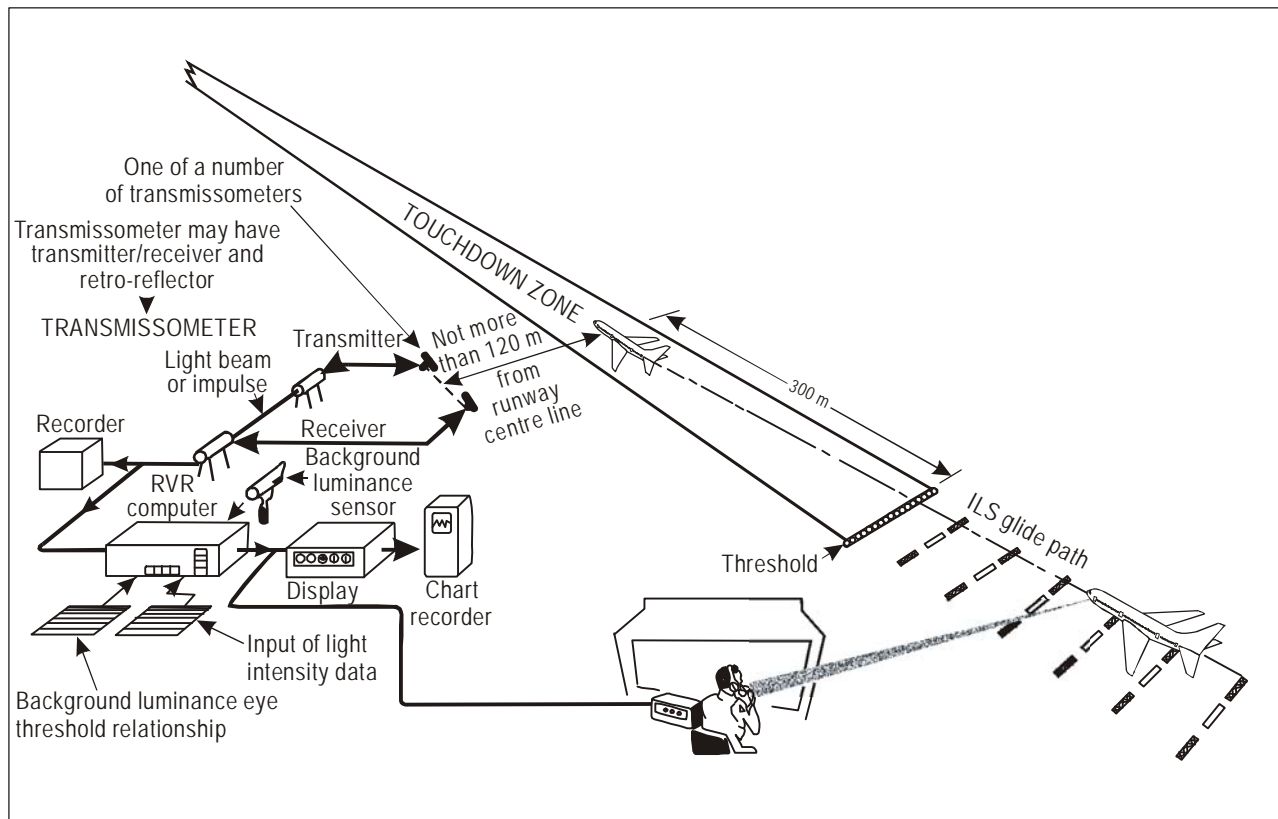 One of a number
of transmissometers
Transmissometer may have
transmitter/receiver and
retro-reflector
TRANSMISSOMETER
Light beam
or impulse
Transmitter
Not more
than 120 m
from
runway
centre line
TOUCHDOWN ZONE
300 m
Recorder
Receiver
Background
luminance
sensor
RVR
computer
Display
Chart
recorder
Input of light
intensity data
Background luminance eye
threshold relationship
Threshold
ILS glide path